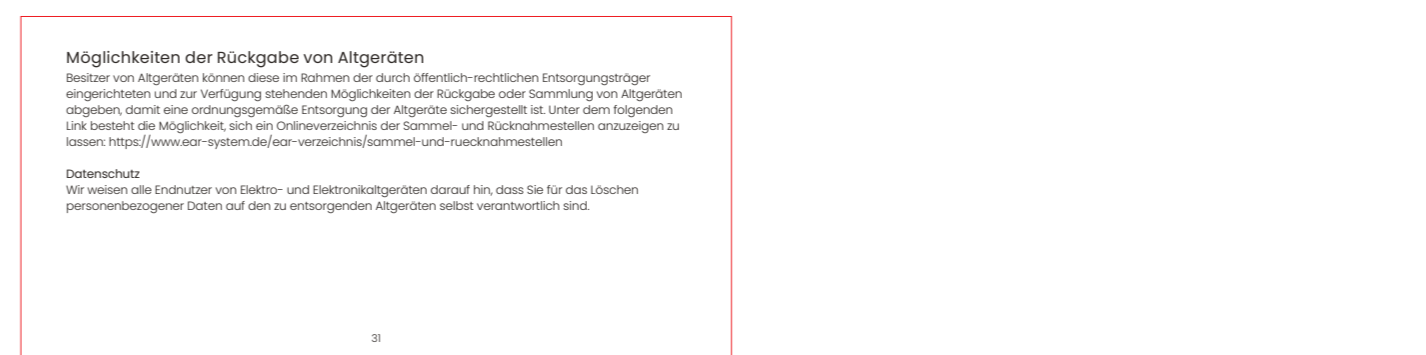 Möglichkeiten der Rückgabe von Altgeräten
Besitzer von Altgeräten können diese im Rahmen der durch öffentlich-rechtlichen Entsorgungsträger
eingerichteten und zur Verfügung stehenden Möglichkeiten der Rückgabe oder Sammlung von Altgeräten
abgeben, damit eine ordnungsgemäße Entsorgung der Altgeräte sichergestellt ist. Unter dem folgenden
Link besteht die Möglichkeit, sich ein Onlineverzeichnis der Sammel- und Rücknahmestellen anzuzeigen zu
lassen: https://www.ear-system.de/ear-verzeichnis/sammel-und-ruecknahmestellen
Datenschutz
Wir weisen alle Endnutzer von Elektro- und Elektronikaltgeräten darauf hin, dass Sie für das Löschen
personenbezogener Daten auf den zu entsorgenden Altgeräten selbst verantwortlich sind.
31